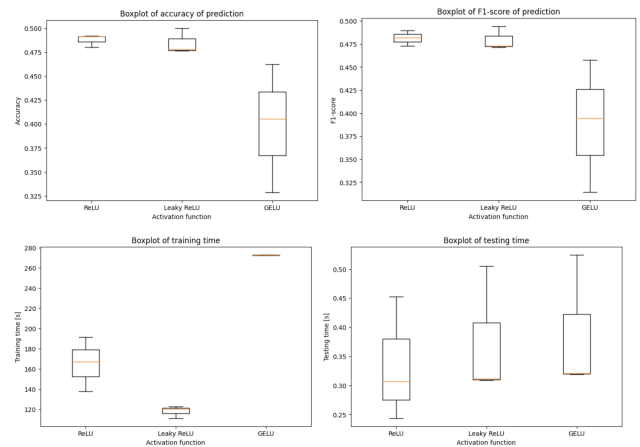 Boxplot of accuracy of prediction
0.500
0.475
0.450
0.425
0.400
0.375
0.350
0.325
Accuracy
ReLU Leaky ReLU GELU
Activation function
Boxplot of F1-score of prediction
0.500
0.475
0.450
0.425
0.400
0.375
0.350
0.325
F1-score
ReLU Leaky ReLU GELU
Activation function
Boxplot of training time
280
260
240
220
200
180
160
140
120
Training time [s]
ReLU Leaky ReLU GELU
Activation function
Boxplot of testing time
0.50
0.45
0.40
0.35
0.30
0.25
Testing time [s]
ReLU Leaky ReLU GELU
Activation function